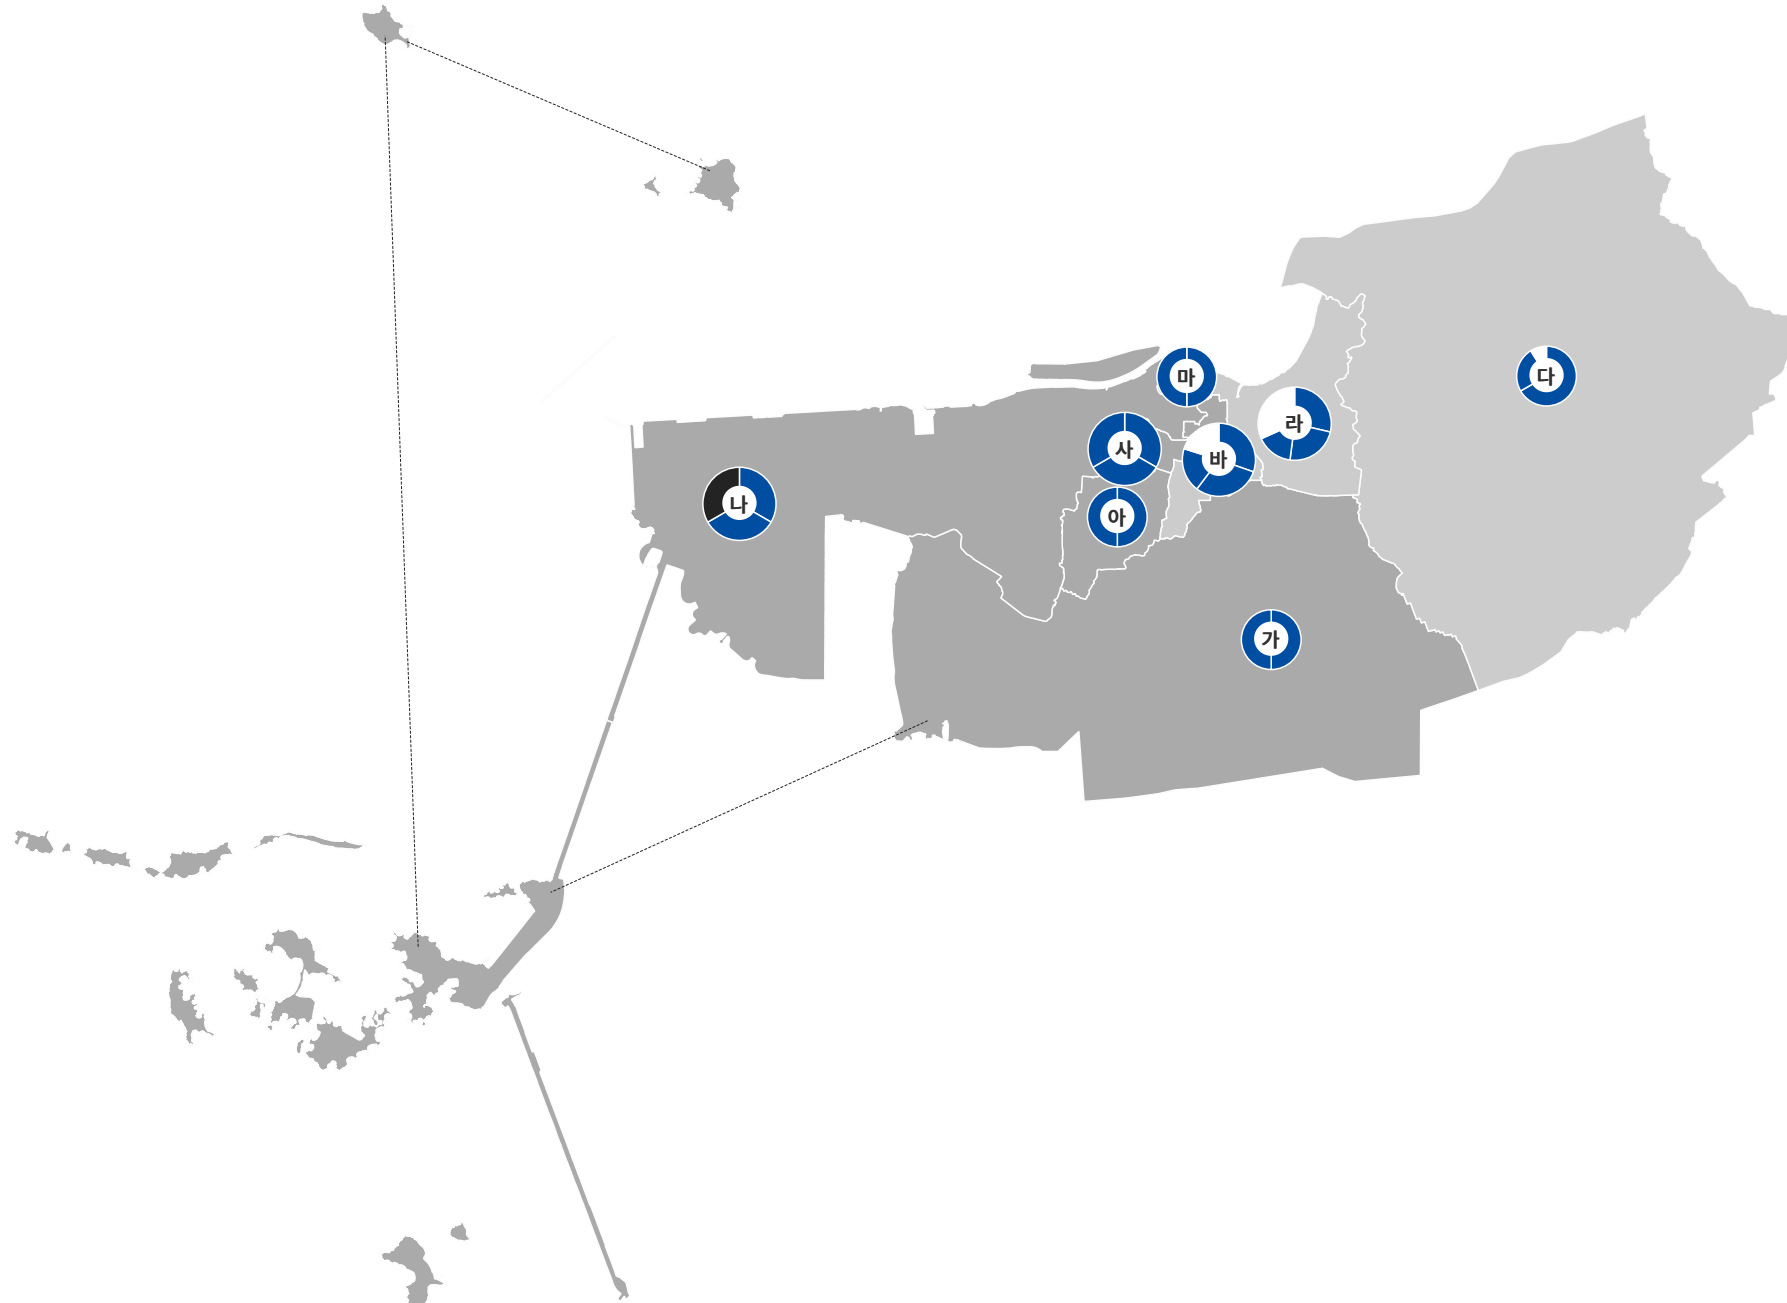 마
다
라
사
바
나
아
가